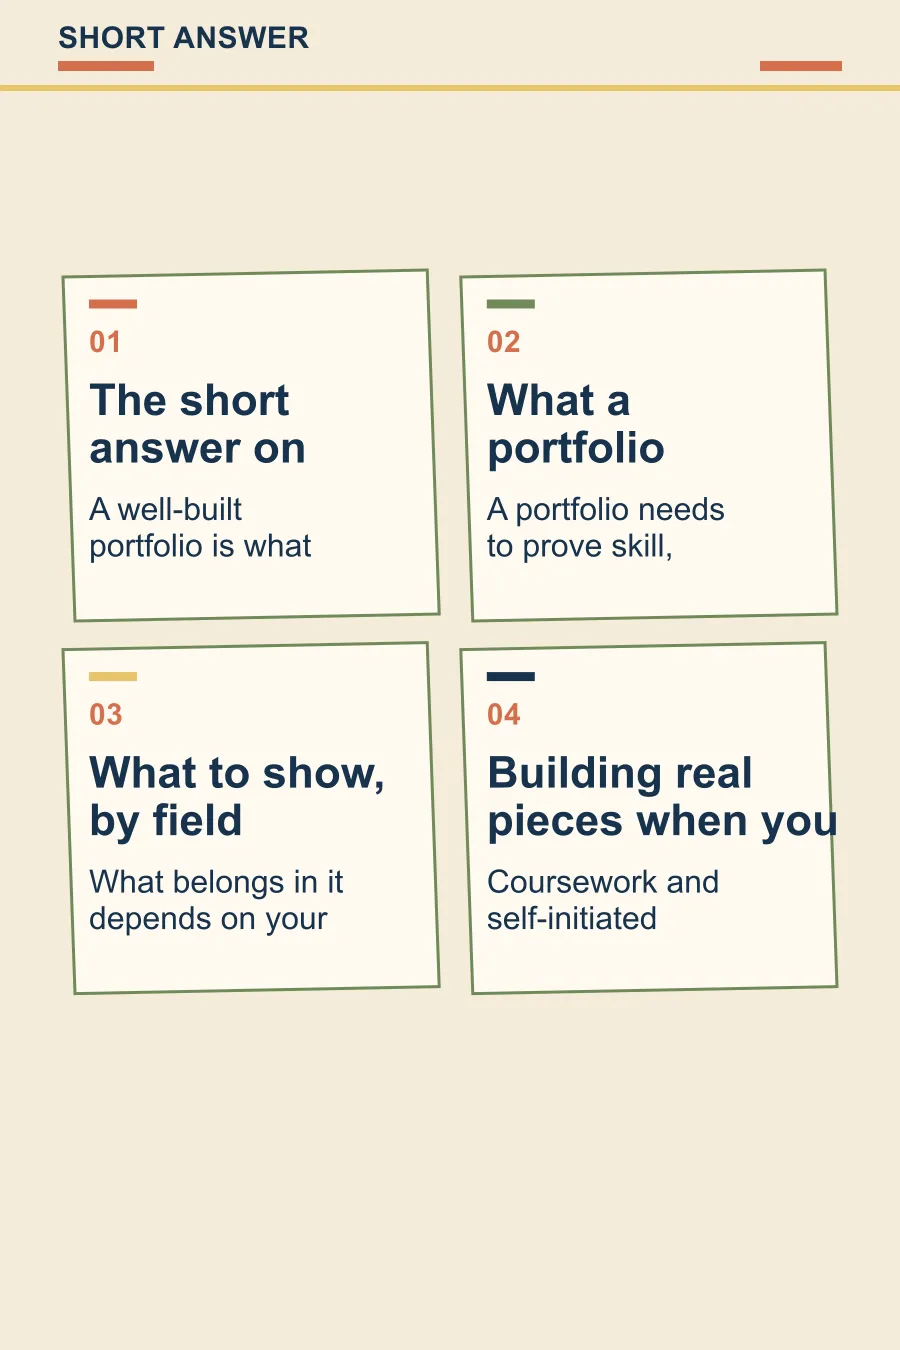 SHORT ANSWER
01
The short
answer on
A well-built
portfolio is what
02
What a
portfolio
A portfolio needs
to prove skill,
03
What to show,
by field
What belongs in it
depends on your
04
Building real
pieces when you
Coursework and
self-initiated